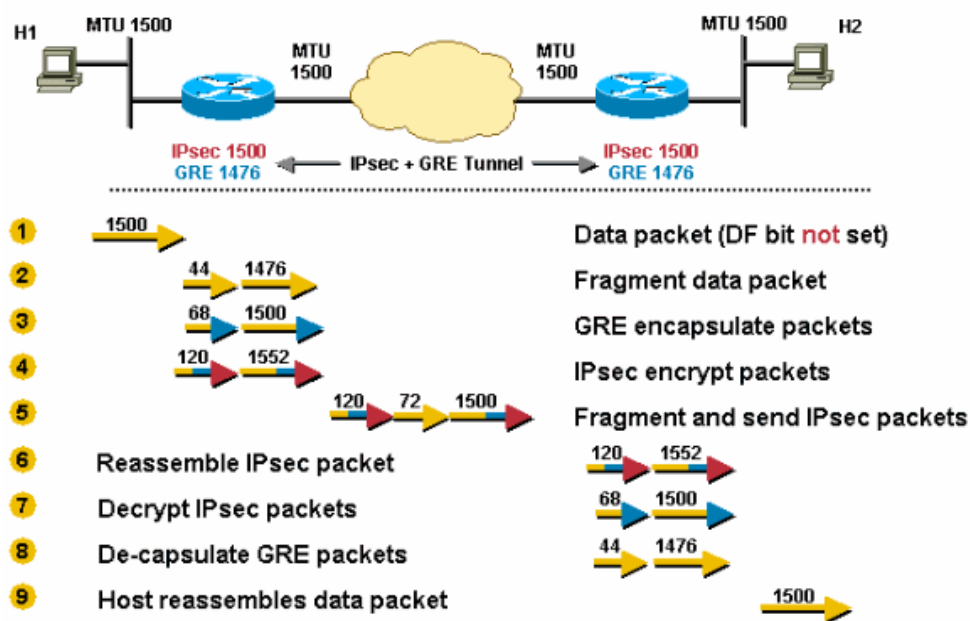 H1
MTU 1500
MTU 1500
MTU 1500
MTU 1500
H2
IPsec 1500
GRE 1476
IPsec + GRE Tunnel
IPsec 1500
GRE 1476
1
1500
Data packet (DF bit not set)
2
44 1476
Fragment data packet
3
68 1500
GRE encapsulate packets
4
120 1552
IPsec encrypt packets
5
120 72 1500
Fragment and send IPsec packets
6
Reassemble IPsec packet
120 1552
7
Decrypt IPsec packets
68 1500
8
De-capsulate GRE packets
44 1476
9
Host reassembles data packet
1500